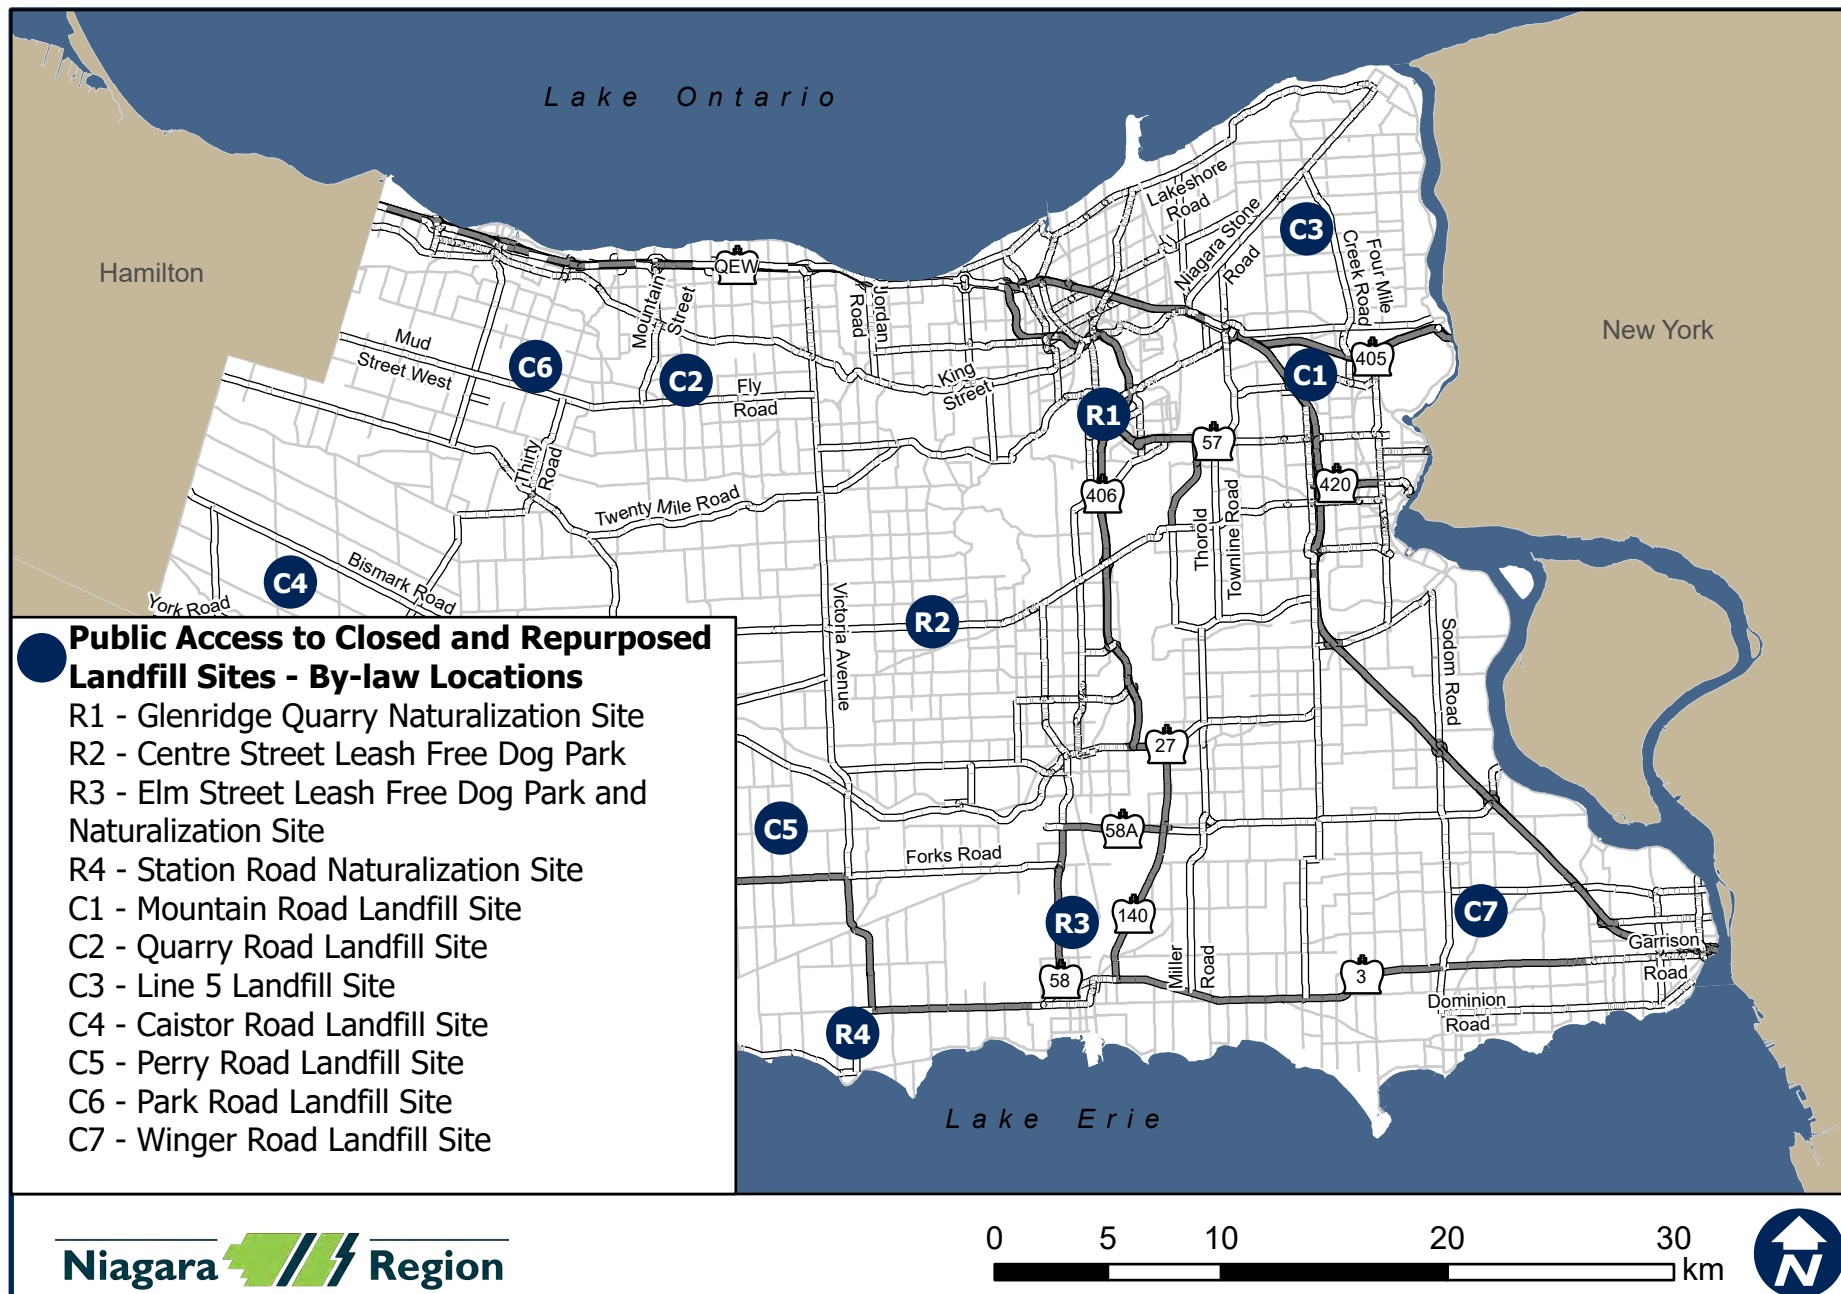 Lake Ontario
Hamilton
New York
Lakeshore
Road
Niagara Stone
Road
C3
Four Mile
Creek Road
QEW
Mountain
Street
Jordan
Road
Mud
Street West
C6
C2
Fly
Road
King
Street
C1
405
R1
57
406
420
Thirty
Road
Twenty Mile Road
Thorold
Townline Road
C4
Bismark Road
York Road
Victoria Avenue
R2
Sodom Road
27
C5
58A
Forks Road
R3
140
C7
Garrison
Road
58
Miller
Road
3
Dominion
Road
R4
Lake Erie
Public Access to Closed and Repurposed
Landfill Sites - By-law Locations
R1 - Glenridge Quarry Naturalization Site
R2 - Centre Street Leash Free Dog Park
R3 - Elm Street Leash Free Dog Park and
Naturalization Site
R4 - Station Road Naturalization Site
C1 - Mountain Road Landfill Site
C2 - Quarry Road Landfill Site
C3 - Line 5 Landfill Site
C4 - Caistor Road Landfill Site
C5 - Perry Road Landfill Site
C6 - Park Road Landfill Site
C7 - Winger Road Landfill Site
Niagara Region
0 5 10 20 30
km
N